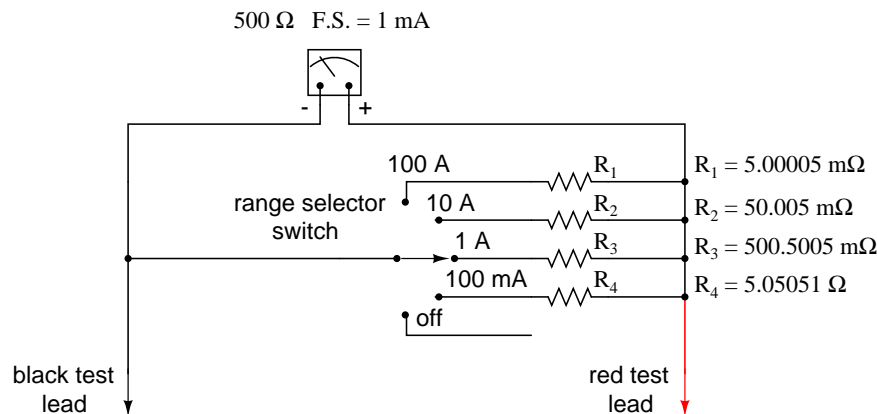 500 Ω F.S. = 1 mA
- +
100 A R1 R1 = 5.00005 mΩ
range selector
switch
10 A R2 R2 = 50.005 mΩ
1 A R3 R3 = 500.5005 mΩ
100 mA R4 R4 = 5.05051 Ω
off
black test
lead
red test
lead